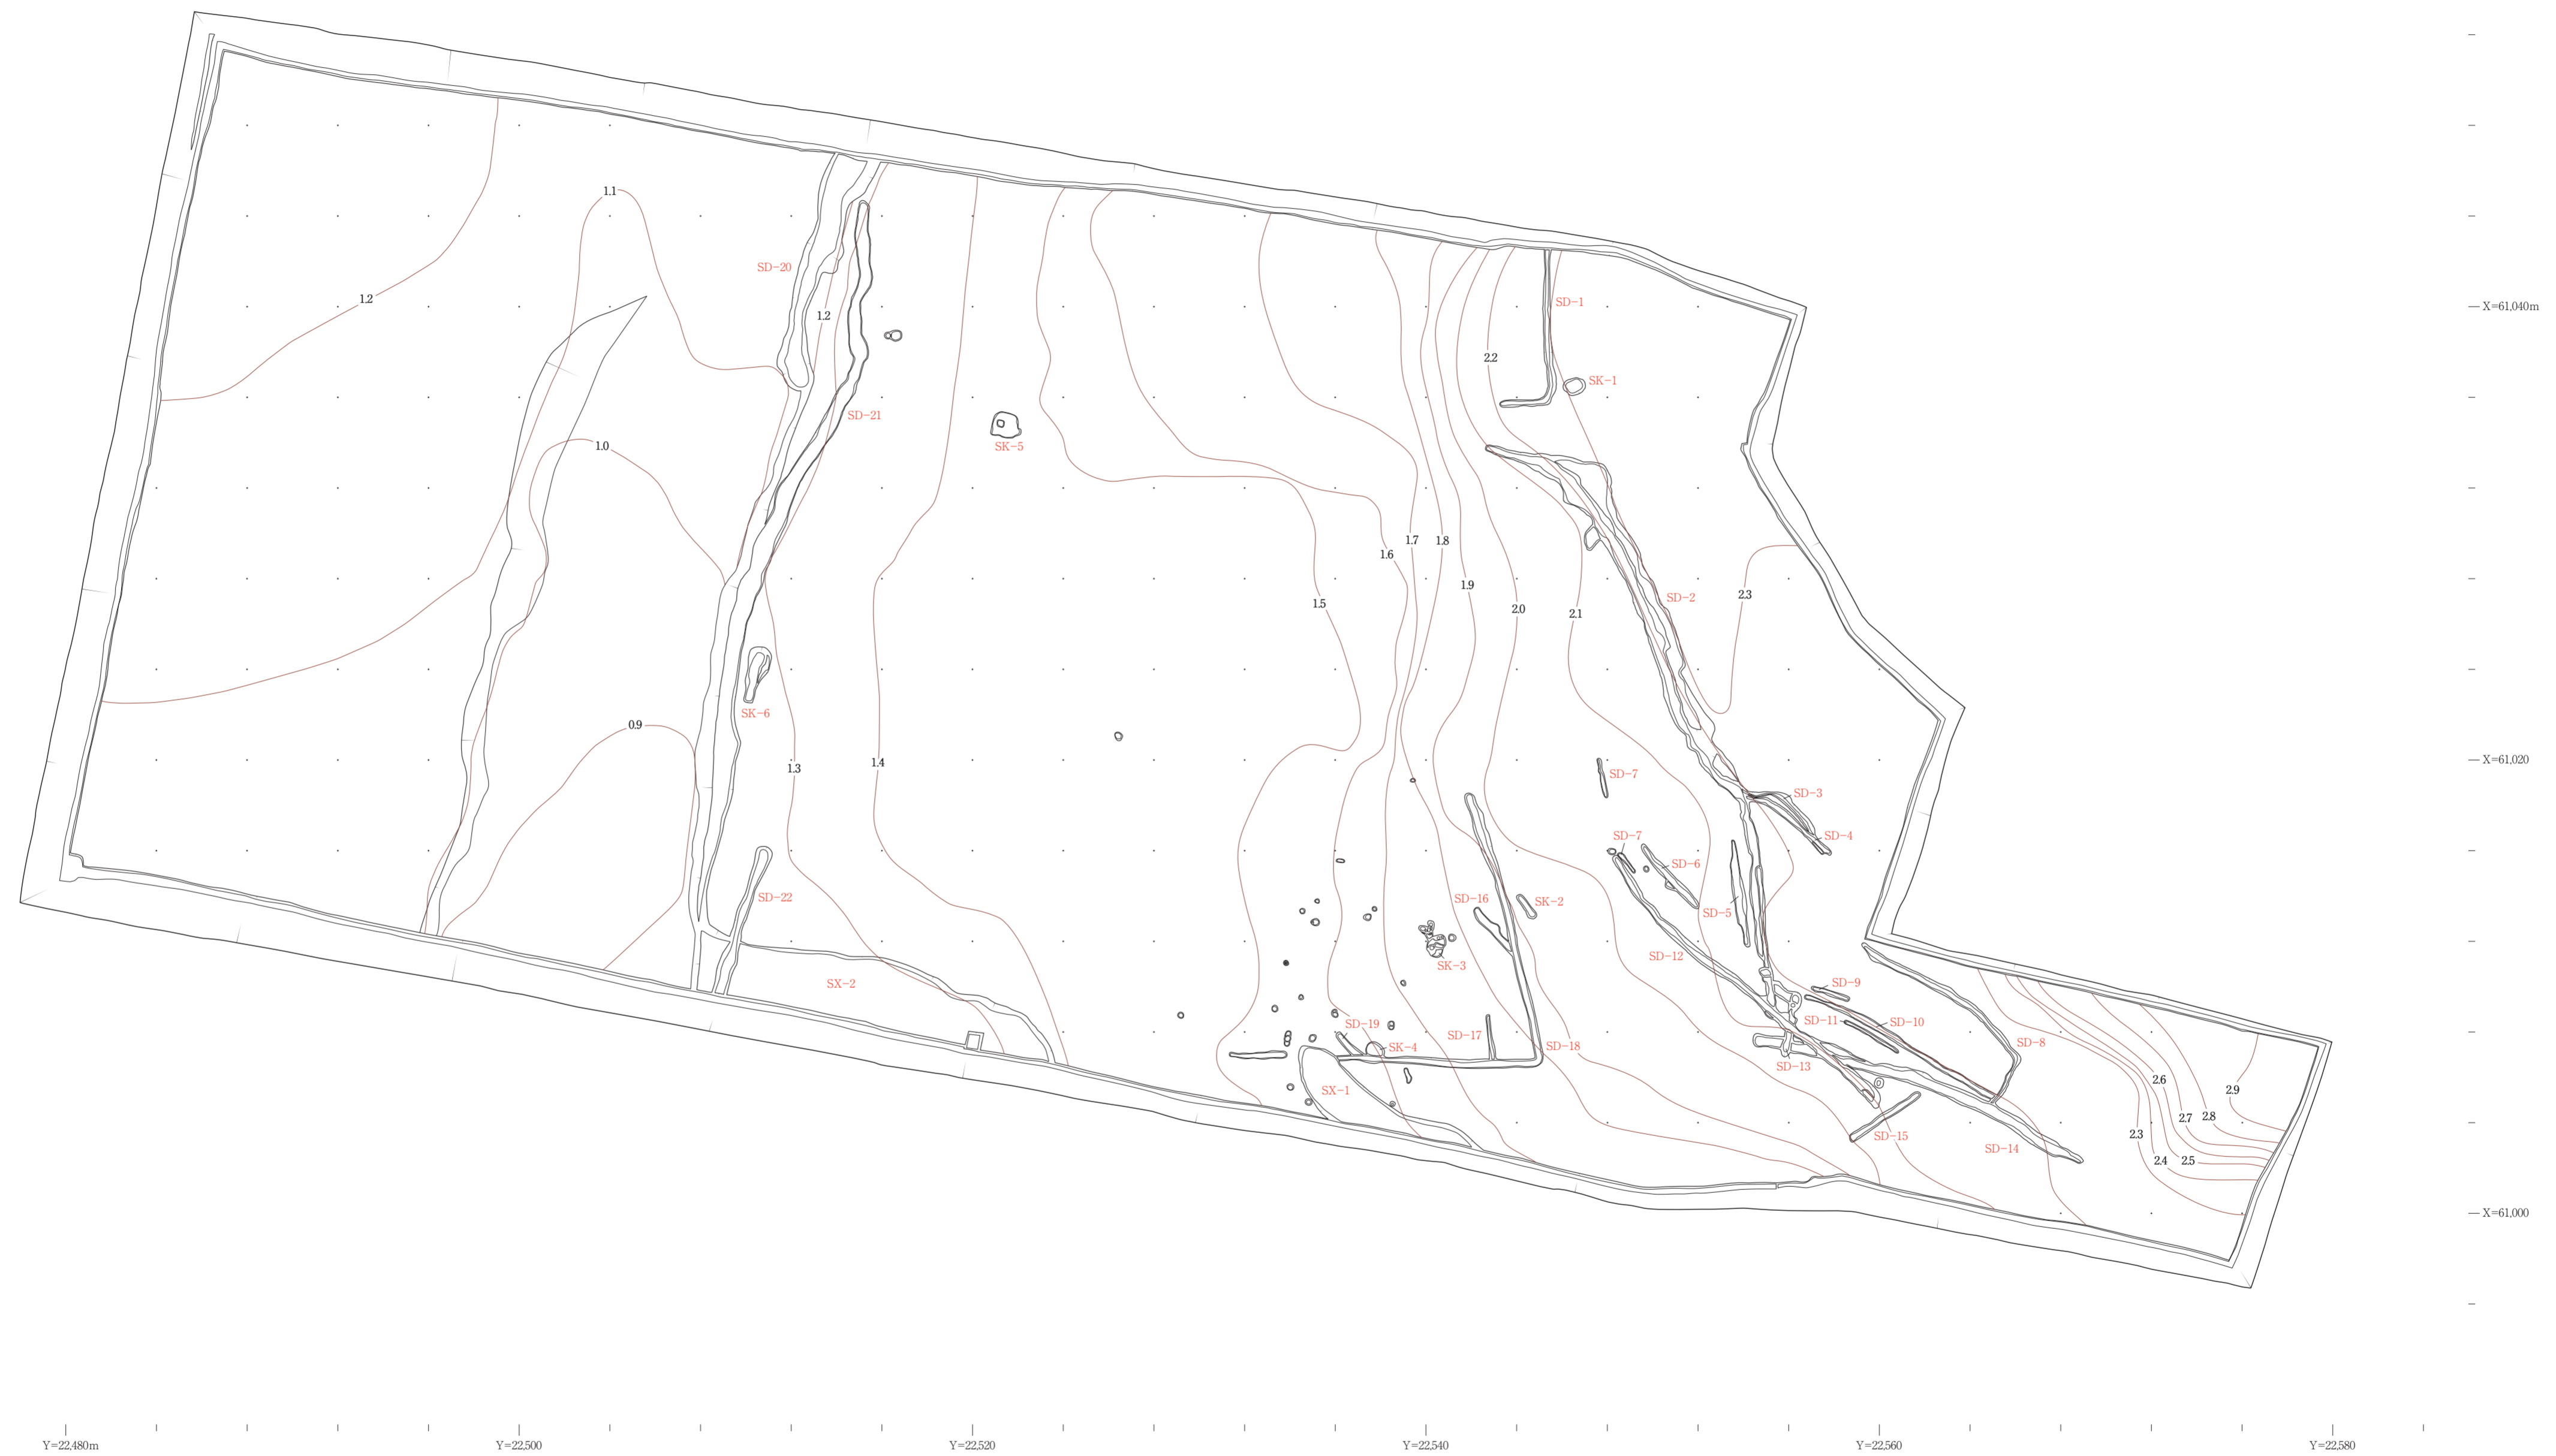 1.1
SD-20
1.2
1.2
SD-1
X=61,040m
2.2
SK-1
SD-21
SK-5
1.0
1.7
1.8
1.6
1.9
SD-2
2.3
1.5
2.0
2.1
SK-6
0.9
1.3
1.4
X=61,020
SD-7
SD-3
SD-7
SD-4
SD-6
SD-22
SD-16
SK-2
SD-5
SD-12
SK-3
SX-2
SD-9
SD-19
SD-11
SD-10
SD-17
SK-4
SD-18
SD-8
SD-13
2.6
SX-1
2.9
2.7
2.8
2.3
SD-15
SD-14
2.4
2.5
X=61,000
Y=22,480m
Y=22,500
Y=22,520
Y=22,540
Y=22,560
Y=22,580